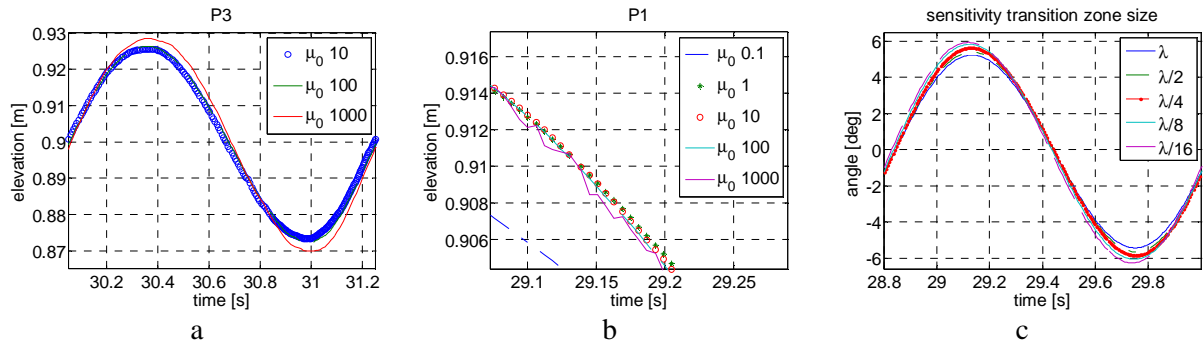 P3
0.93
0.92
0.91
0.9
0.89
0.88
0.87
elevation [m]
30.2
30.4
30.6
30.8
31
31.2
time [s]
μ0 10
μ0 100
μ0 1000
a
P1
0.916
0.914
0.912
0.91
0.908
0.906
elevation [m]
29.1
29.15
29.2
29.25
time [s]
μ0 0.1
μ0 1
μ0 10
μ0 100
μ0 1000
b
sensitivity transition zone size
6
4
2
0
-2
-4
-6
angle [deg]
28.8
29
29.2
29.4
29.6
29.8
time [s]
λ
λ/2
λ/4
λ/8
λ/16
c